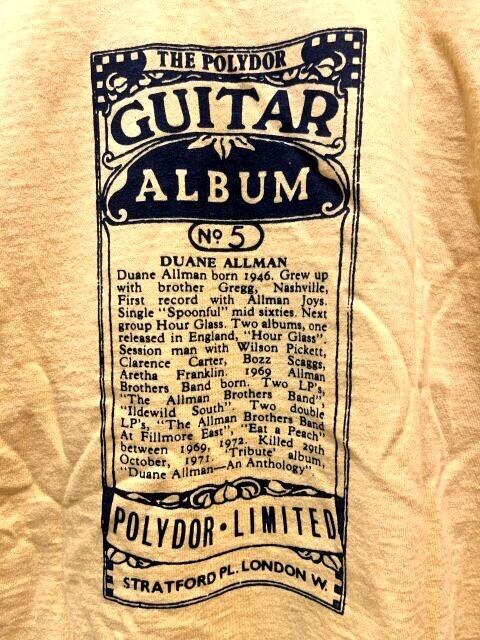 THE POLYDOR
GUITAR
ALBUM
Nº 5
DUANE ALLMAN
Duane Allman born 1946. Grew up
with brother Gregg, Nashville,
First record with Allman Joys.
Single "Spoonful" mid sixties. Next
group Hour Glass. Two albums, one
released in England, "Hour Glass".
Session man with Wilson Pickett,
Clarence Carter, Bozz Scaggs,
Aretha Franklin. 1969 Allman
Brothers Band born. Two LP's,
"The Allman Brothers Band",
"Ildewild South". Two double
LP's, "The Allman Brothers Band
At Fillmore East", "Eat a Peach"
between 1969, 1972. Killed 29th
October, 1971. 'Tribute' album,
"Duane Allman—An Anthology".
POLYDOR · LIMITED
STRATFORD PL. LONDON W.